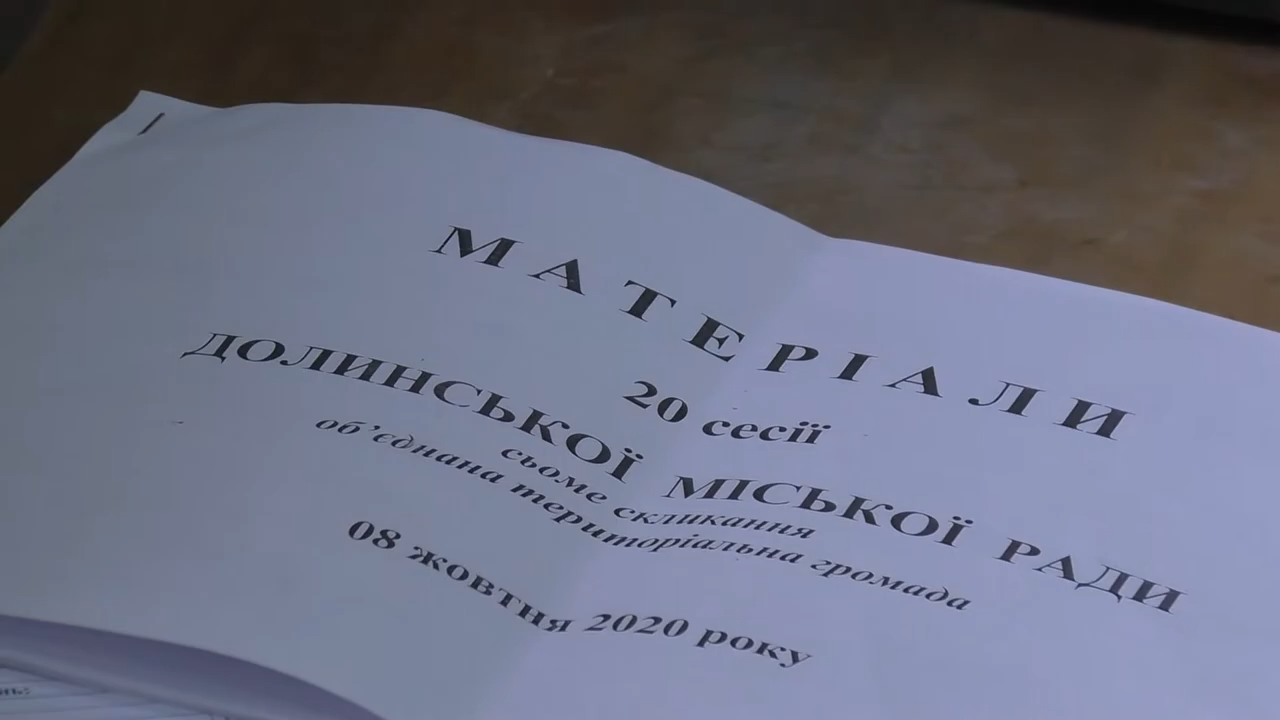 МАТЕРІАЛИ
20 сесії
ДОЛИНСЬКОЇ МІСЬКОЇ РАДИ
сьоме скликання
об’єднана територіальна громада
08 жовтня 2020 року